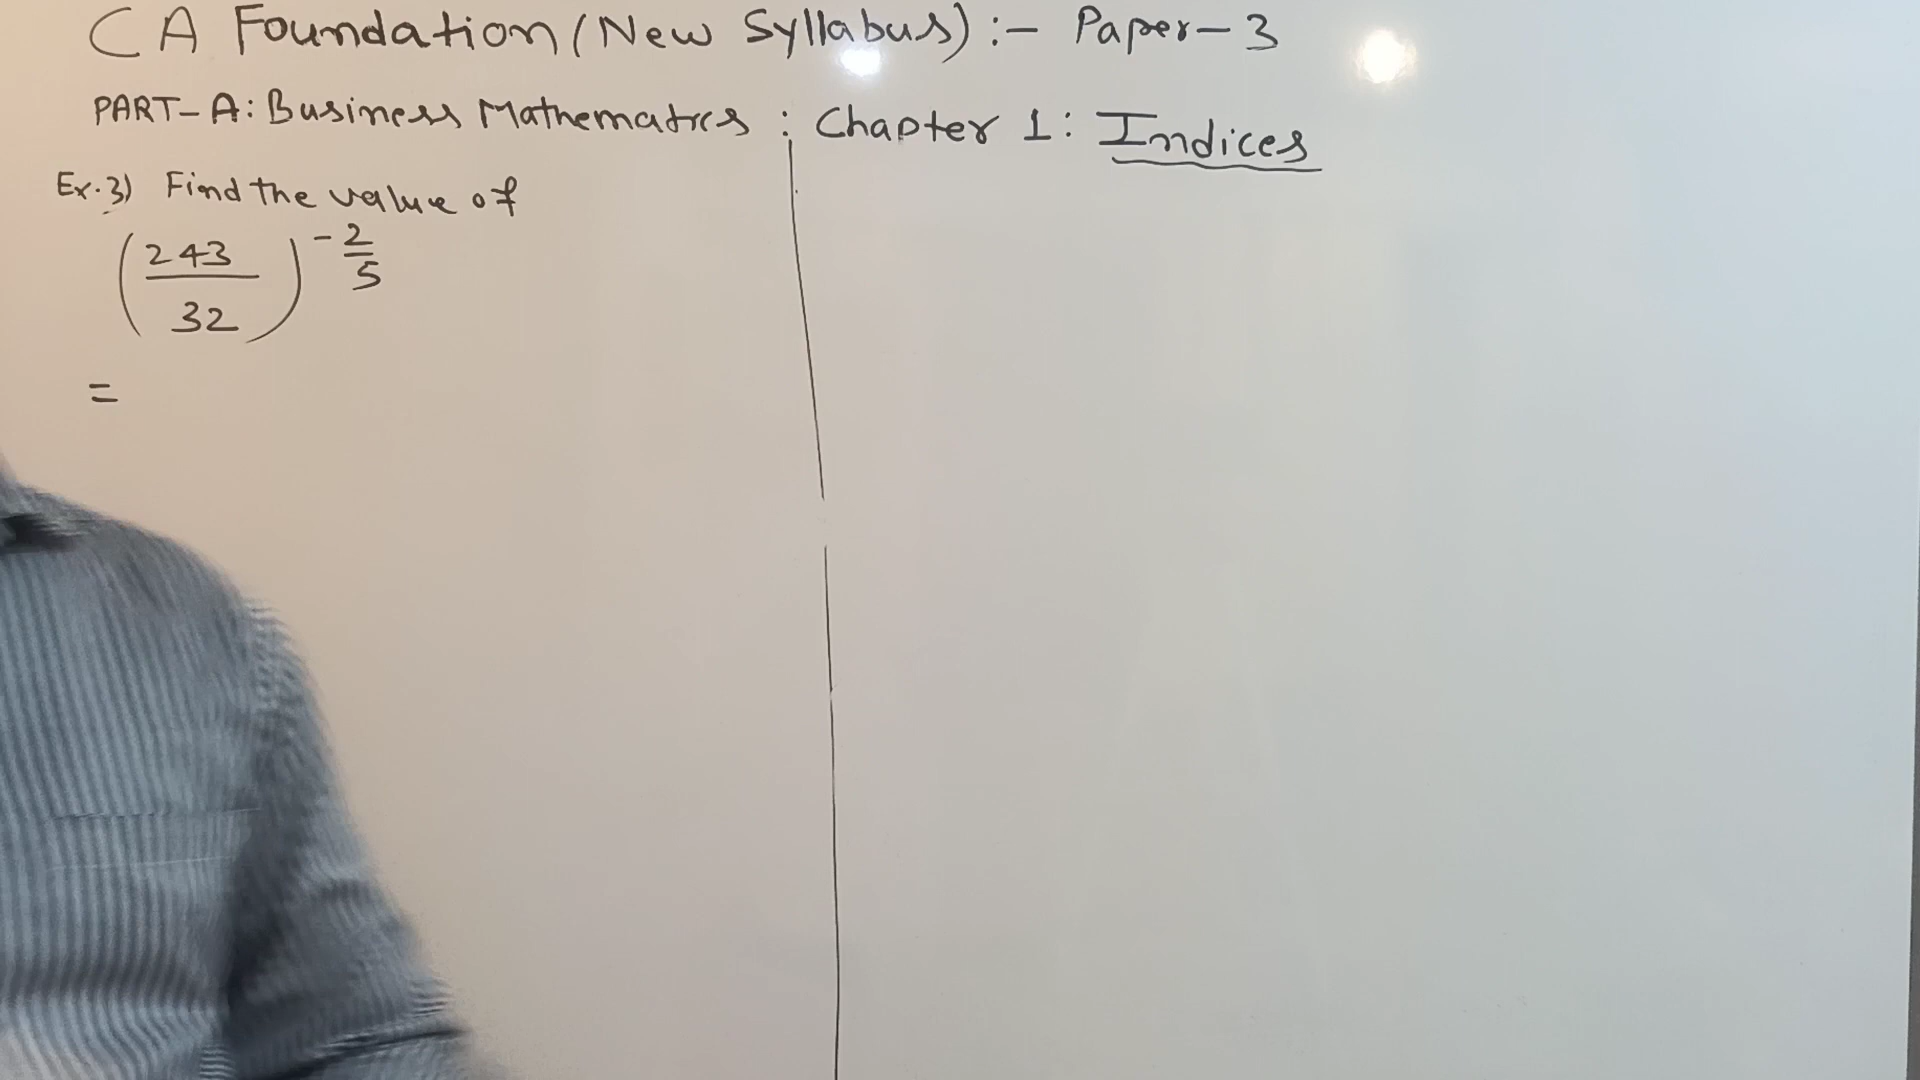 CA Foundation (New Syllabus) :- Paper-3
PART-A: Business Mathematics : Chapter 1: Indices
Ex.3) Find the value of
(243/32)^-2/5
=